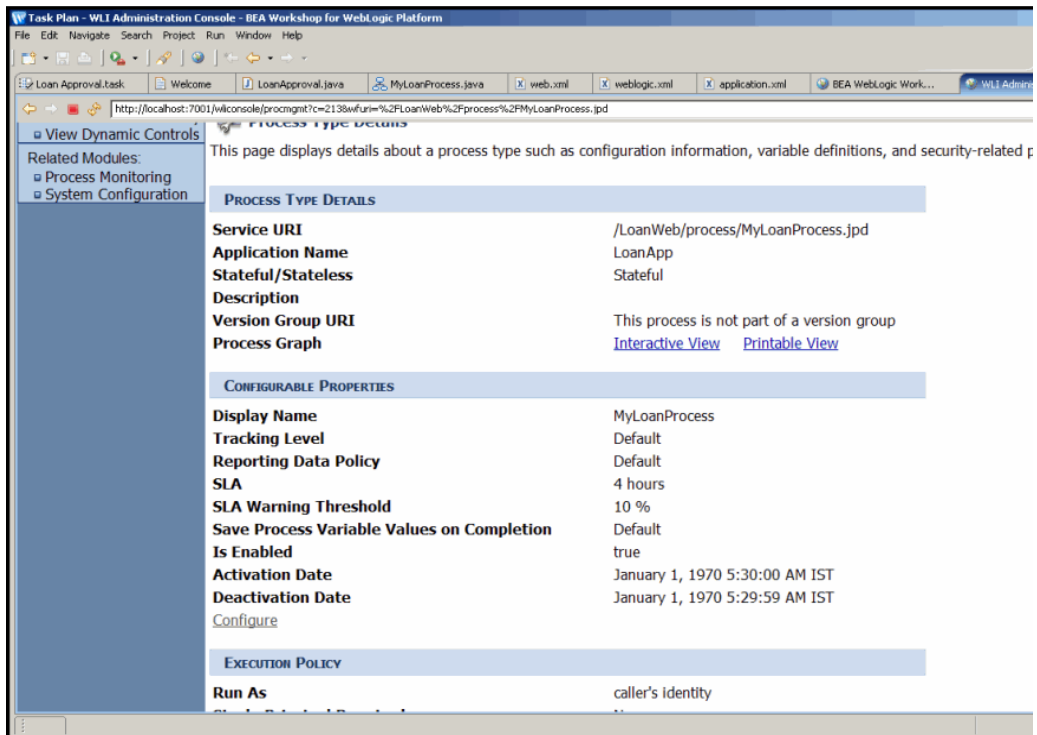 Task Plan - WLI Administration Console - BEA Workshop for WebLogic Platform
File Edit Navigate Search Project Run Window Help
Loan Approval.task Welcome LoanApproval.java MyLoanProcess.java web.xml weblogic.xml application.xml BEA WebLogic Work... WLI Adminis
http://localhost:7001/wliconsole/procmgmt?c=213&wfuri=%2FLoanWeb%2Fprocess%2FMyLoanProcess.jpd
View Dynamic Controls
Related Modules:
Process Monitoring
System Configuration
Process Type Details
This page displays details about a process type such as configuration information, variable definitions, and security-related p
PROCESS TYPE DETAILS
Service URI /LoanWeb/process/MyLoanProcess.jpd
Application Name LoanApp
Stateful/Stateless Stateful
Description
Version Group URI This process is not part of a version group
Process Graph Interactive View Printable View
CONFIGURABLE PROPERTIES
Display Name MyLoanProcess
Tracking Level Default
Reporting Data Policy Default
SLA 4 hours
SLA Warning Threshold 10 %
Save Process Variable Values on Completion Default
Is Enabled true
Activation Date January 1, 1970 5:30:00 AM IST
Deactivation Date January 1, 1970 5:29:59 AM IST
Configure
EXECUTION POLICY
Run As caller's identity